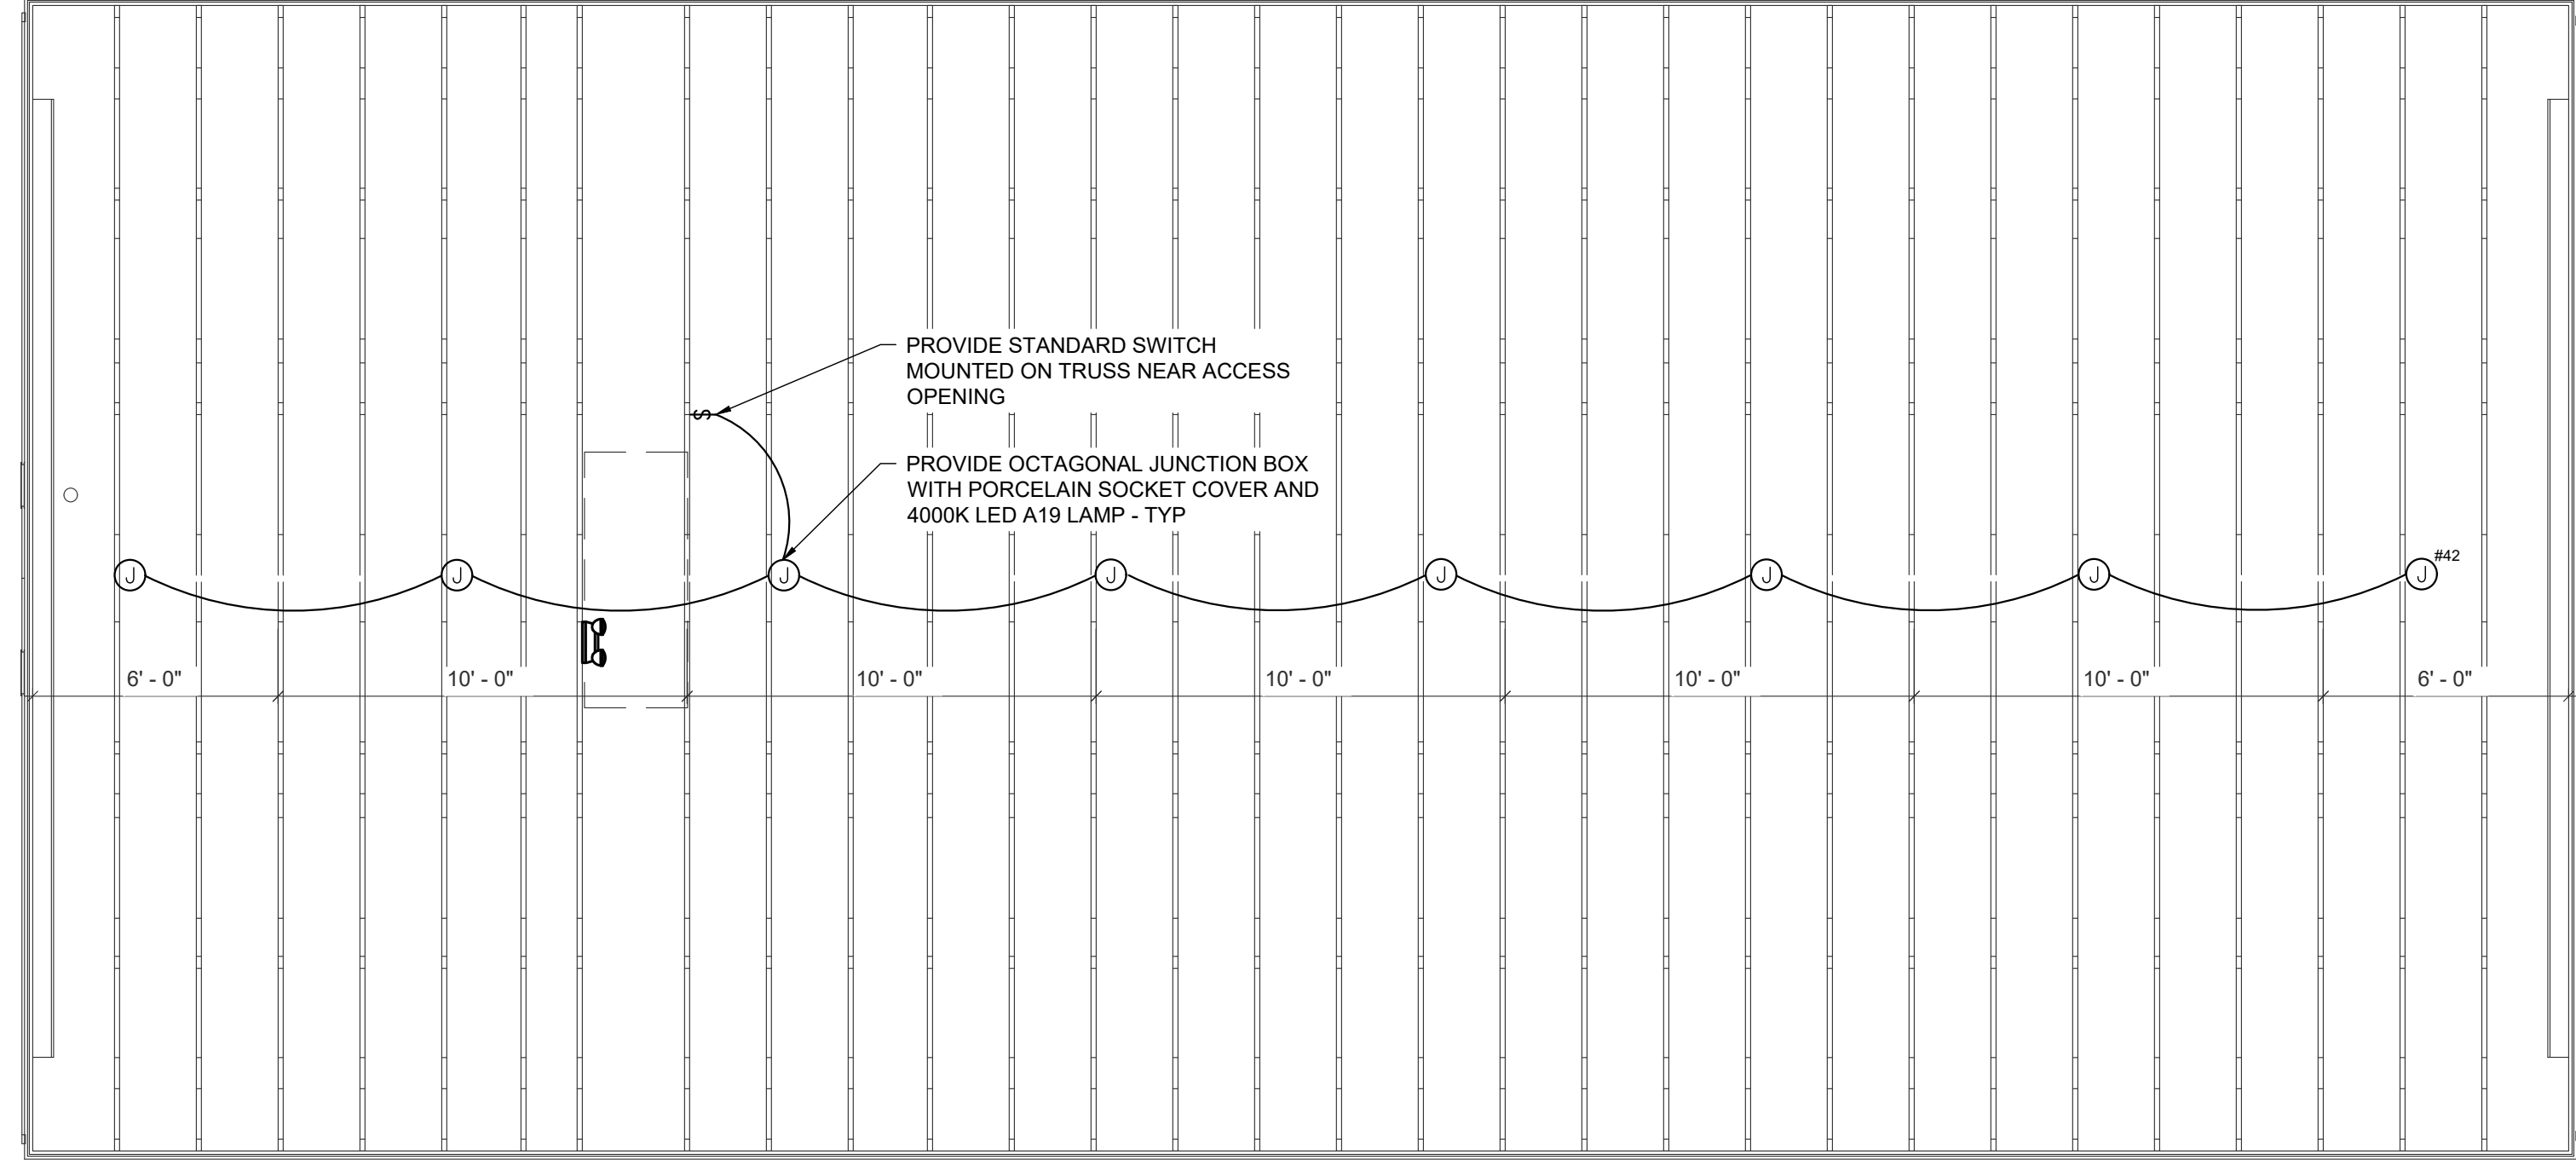 PROVIDE STANDARD SWITCH
MOUNTED ON TRUSS NEAR ACCESS
OPENING
S
PROVIDE OCTAGONAL JUNCTION BOX
WITH PORCELAIN SOCKET COVER AND
4000K LED A19 LAMP - TYP
J J J J J J J J #42
6' - 0" 10' - 0" 10' - 0" 10' - 0" 10' - 0" 10' - 0" 6' - 0"